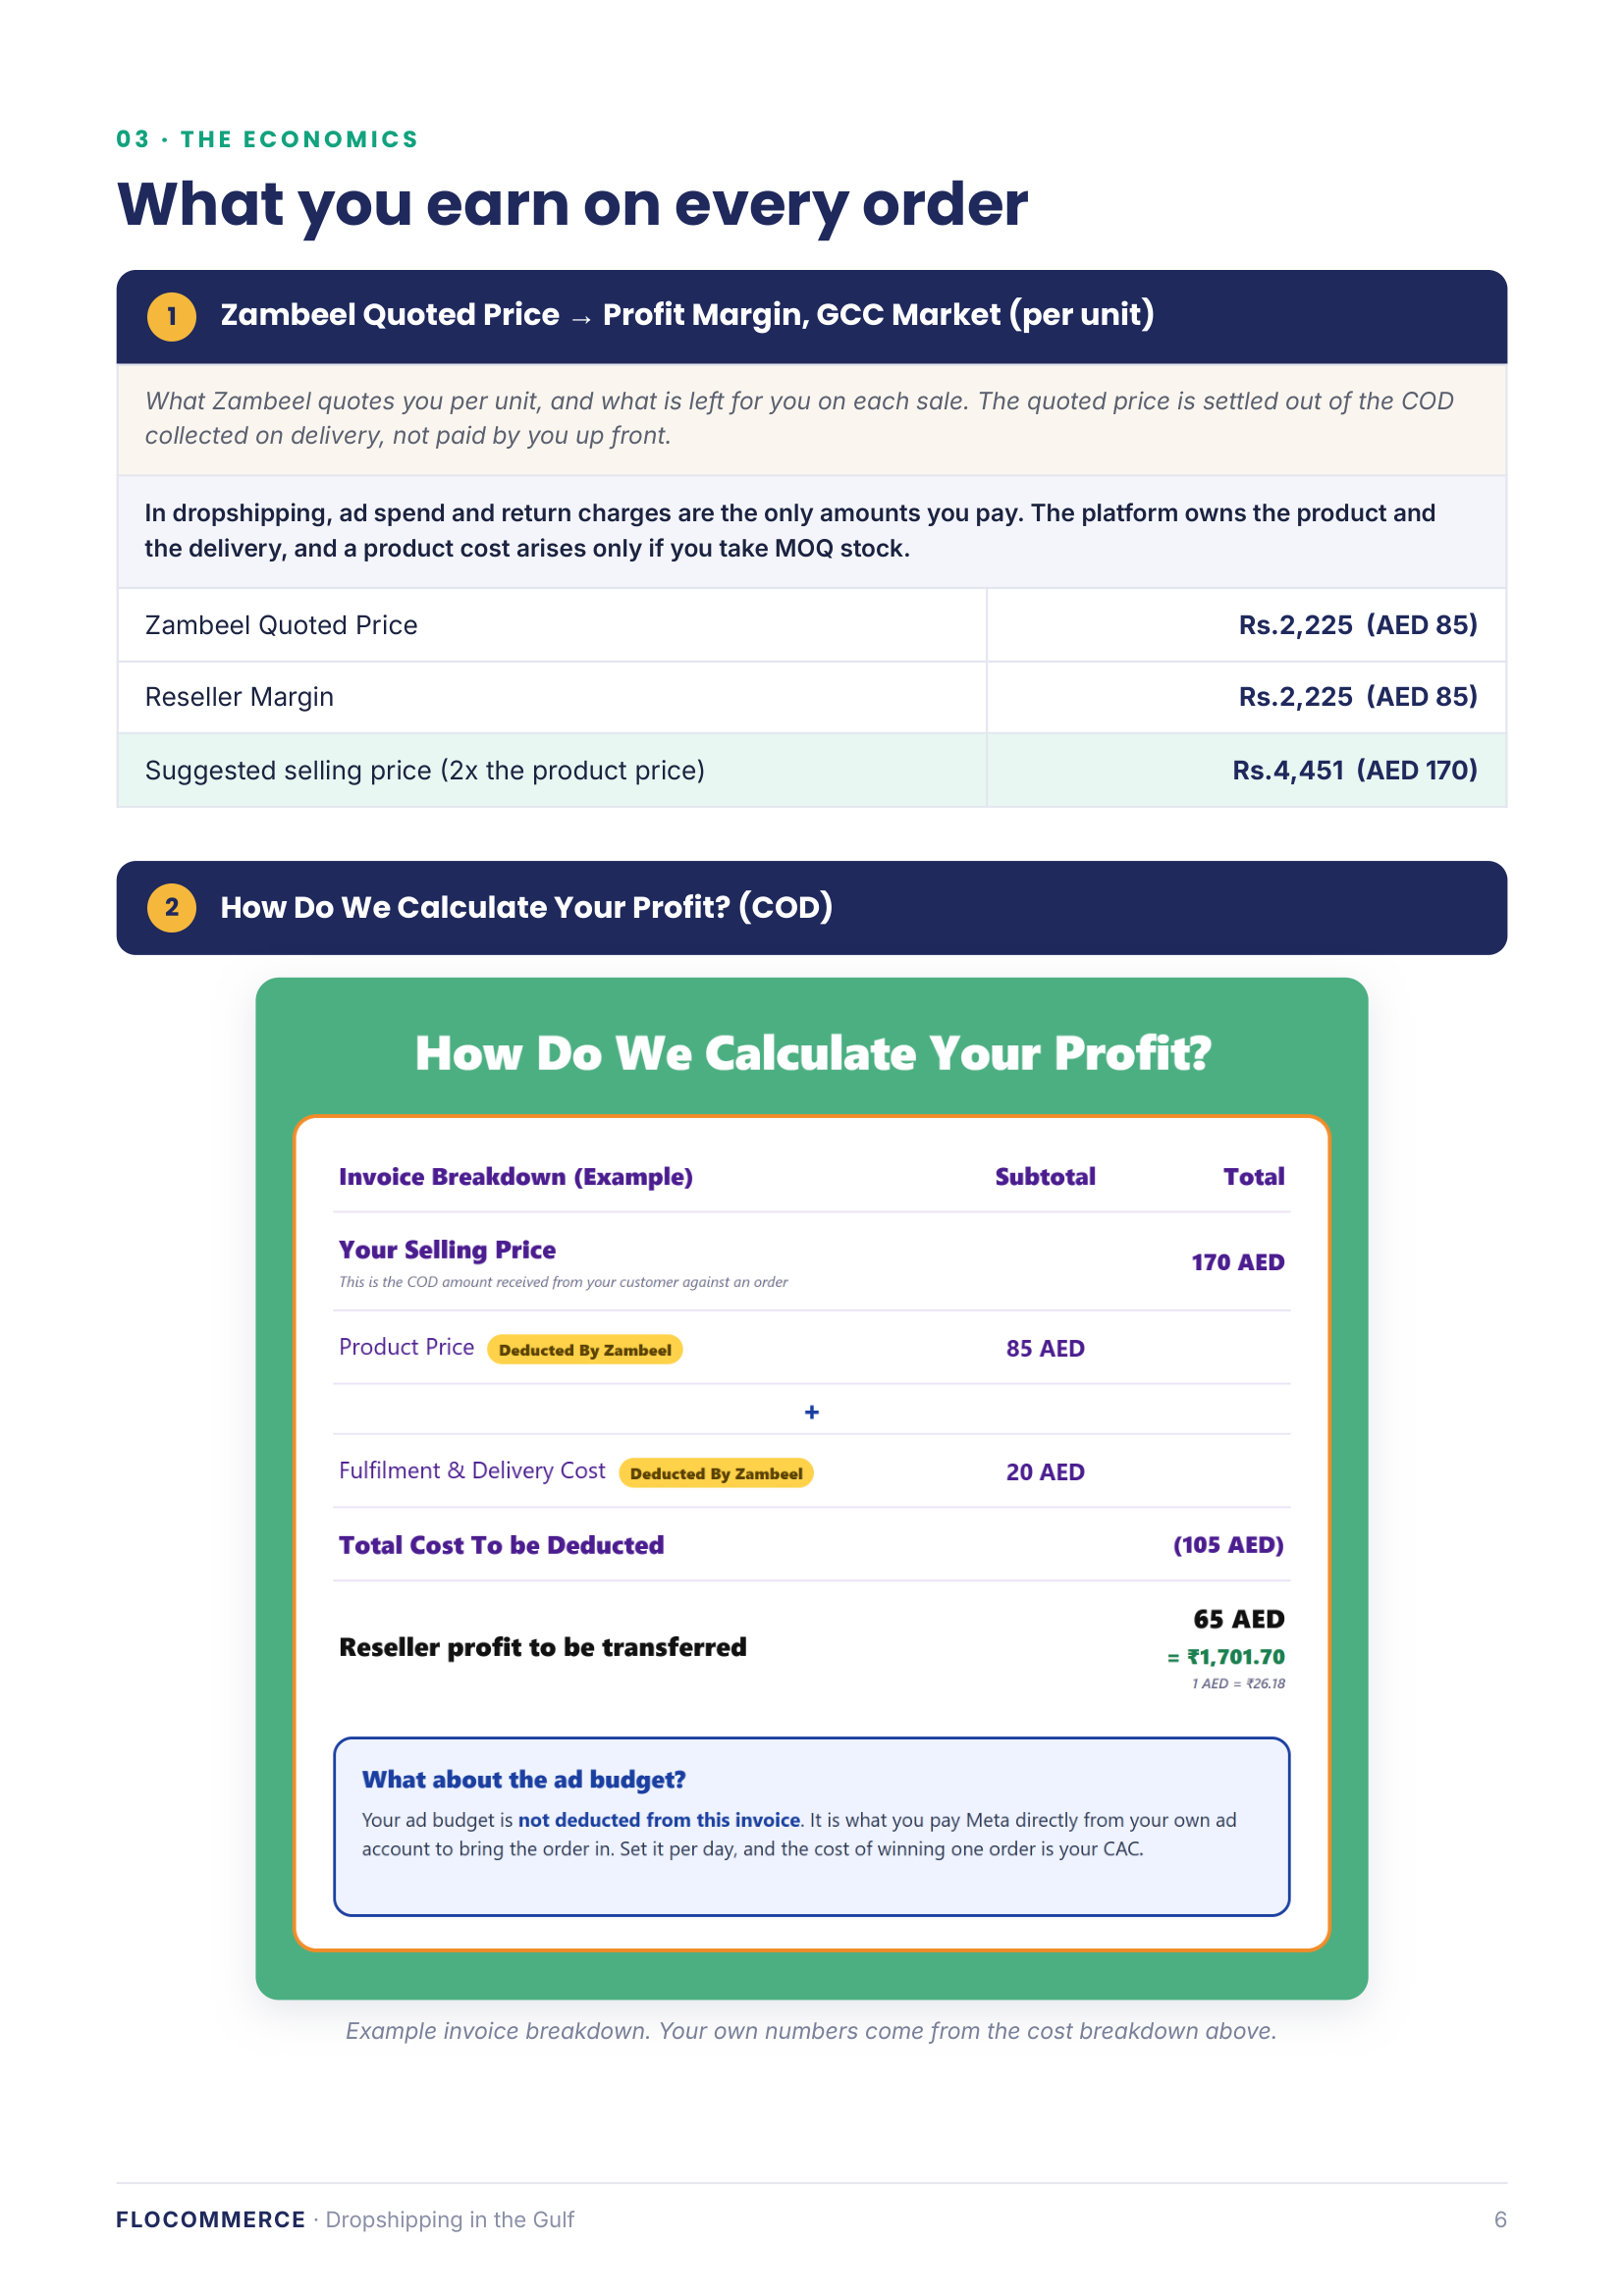 03 · THE ECONOMICS
What you earn on every order
1 Zambeel Quoted Price → Profit Margin, GCC Market (per unit)
What Zambeel quotes you per unit, and what is left for you on each sale. The quoted price is settled out of the COD
collected on delivery, not paid by you up front.
In dropshipping, ad spend and return charges are the only amounts you pay. The platform owns the product and
the delivery, and a product cost arises only if you take MOQ stock.
Zambeel Quoted Price Rs.2,225 (AED 85)
Reseller Margin Rs.2,225 (AED 85)
Suggested selling price (2x the product price) Rs.4,451 (AED 170)
2 How Do We Calculate Your Profit? (COD)
How Do We Calculate Your Profit?
Invoice Breakdown (Example) Subtotal Total
Your Selling Price 170 AED
This is the COD amount received from your customer against an order
Product Price Deducted By Zambeel 85 AED
+
Fulfilment & Delivery Cost Deducted By Zambeel 20 AED
Total Cost To be Deducted (105 AED)
Reseller profit to be transferred 65 AED
= ₹1,701.70
1 AED = ₹26.18
What about the ad budget?
Your ad budget is not deducted from this invoice. It is what you pay Meta directly from your own ad
account to bring the order in. Set it per day, and the cost of winning one order is your CAC.
Example invoice breakdown. Your own numbers come from the cost breakdown above.
FLOCOMMERCE · Dropshipping in the Gulf 6